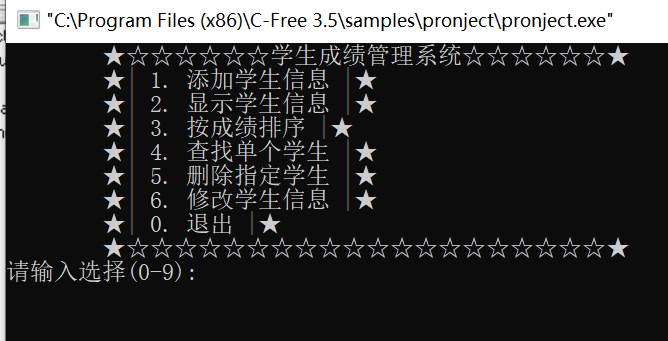 "C:\Program Files (x86)\C-Free 3.5\samples\pronject\pronject.exe"
★☆☆☆☆☆☆学生成绩管理系统☆☆☆☆☆☆★
★│ 1. 添加学生信息 │★
★│ 2. 显示学生信息 │★
★│ 3. 按成绩排序 │★
★│ 4. 查找单个学生 │★
★│ 5. 删除指定学生 │★
★│ 6. 修改学生信息 │★
★│ 0. 退出 │★
★☆☆☆☆☆☆☆☆☆☆☆☆☆☆☆☆☆☆☆☆★
请输入选择(0-9):